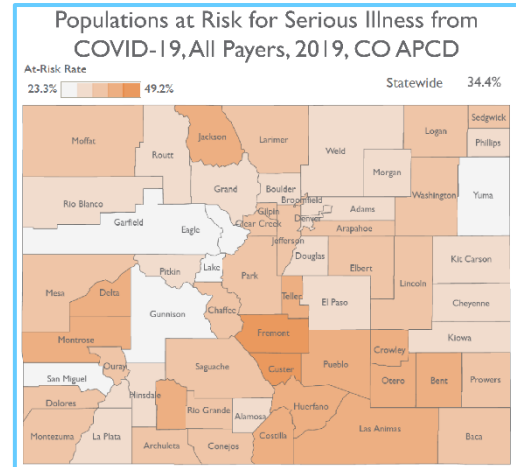 Populations at Risk for Serious Illness from
COVID-19, All Payers, 2019, CO APCD
At-Risk Rate
23.3% 49.2%
Statewide 34.4%
Moffat
Routt
Jackson
Larimer
Weld
Logan
Sedgwick
Phillips
Morgan
Grand
Boulder
Broomfield
Washington
Yuma
Rio Blanco
Garfield
Eagle
Gilpin
Clear Creek
Denver
Adams
Arapahoe
Jefferson
Douglas
Elbert
Kit Carson
Pitkin
Lake
Park
Lincoln
Mesa
Delta
Gunnison
Chaffee
Teller
El Paso
Cheyenne
Kiowa
Montrose
Fremont
Ouray
Saguache
Custer
Pueblo
Crowley
Otero
Bent
Prowers
San Miguel
Dolores
Hinsdale
Rio Grande
Alamosa
Huerfano
Montezuma
La Plata
Archuleta
Conejos
Costilla
Las Animas
Baca